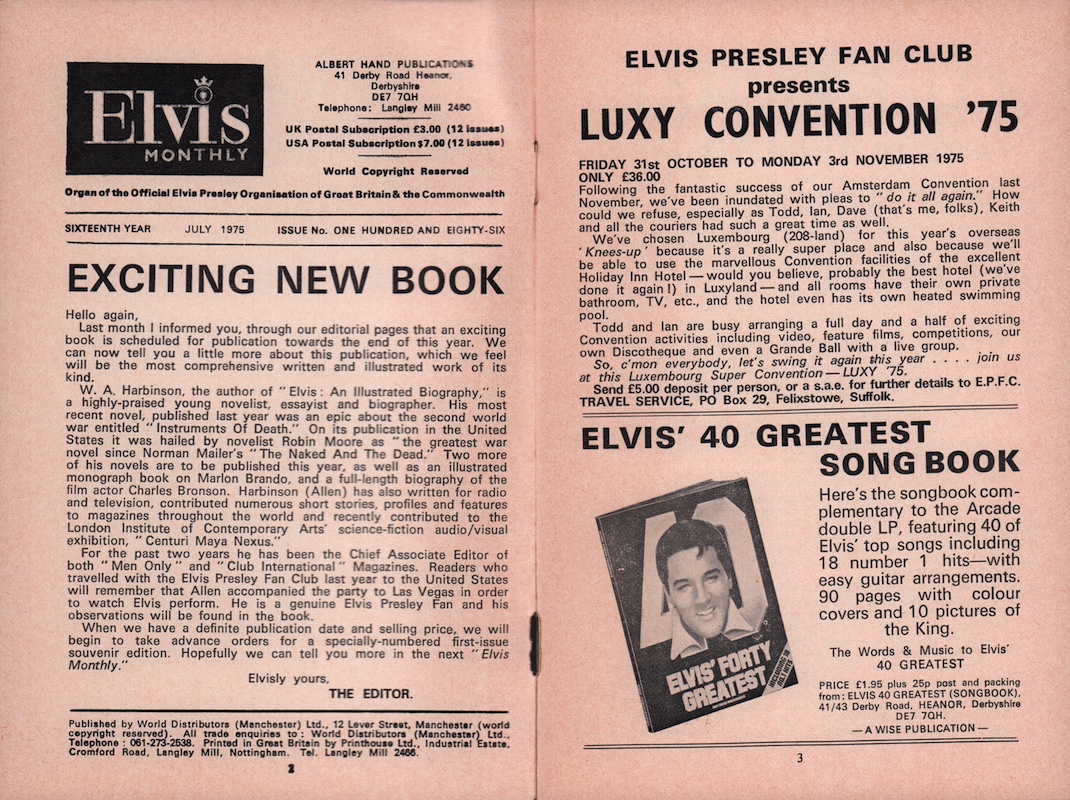 Elvis
MONTHLY
ALBERT HAND PUBLICATIONS
41 Derby Road Heanor,
Derbyshire
DE7 7QH
Telephone: Langley Mill 2460
UK Postal Subscription £3.00 (12 issues)
USA Postal Subscription $7.00 (12 issues)
World Copyright Reserved
Organ of the Official Elvis Presley Organisation of Great Britain & the Commonwealth
SIXTEENTH YEAR JULY 1975 ISSUE No. ONE HUNDRED AND EIGHTY-SIX
EXCITING NEW BOOK
Hello again,
Last month I informed you, through our editorial pages that an exciting
book is scheduled for publication towards the end of this year. We
can now tell you a little more about this publication, which we feel
will be the most comprehensive written and illustrated work of its
kind.
W. A. Harbinson, the author of "Elvis: An Illustrated Biography," is
a highly-praised young novelist, essayist and biographer. His most
recent novel, published last year was an epic about the second world
war entitled "Instruments Of Death." On its publication in the United
States it was hailed by novelist Robin Moore as "the greatest war
novel since Norman Mailer's "The Naked And The Dead." Two more
of his novels are to be published this year, as well as an illustrated
monograph book on Marlon Brando, and a full-length biography of the
film actor Charles Bronson. Harbinson (Allen) has also written for radio
and television, contributed numerous short stories, profiles and features
to magazines throughout the world and recently contributed to the
London Institute of Contemporary Arts' science-fiction audio/visual
exhibition, "Centuri Maya Nexus."
For the past two years he has been the Chief Associate Editor of
both "Men Only" and "Club International" Magazines. Readers who
travelled with the Elvis Presley Fan Club last year to the United States
will remember that Allen accompanied the party to Las Vegas in order
to watch Elvis perform. He is a genuine Elvis Presley Fan and his
observations will be found in the book.
When we have a definite publication date and selling price, we will
begin to take advance orders for a specially-numbered first-issue
souvenir edition. Hopefully we can tell you more in the next "Elvis
Monthly."
Elvisly yours,
THE EDITOR.
Published by World Distributors (Manchester) Ltd., 12 Lever Street, Manchester (world
copyright reserved). All trade enquiries to: World Distributors (Manchester) Ltd.,
Telephone: 061-273-2538. Printed in Great Britain by Printhouse Ltd., Industrial Estate,
Cromford Road, Langley Mill, Nottingham. Tel. Langley Mill 2466.
2
ELVIS PRESLEY FAN CLUB
presents
LUXY CONVENTION '75
FRIDAY 31st OCTOBER TO MONDAY 3rd NOVEMBER 1975
ONLY £36.00
Following the fantastic success of our Amsterdam Convention last
November, we've been inundated with pleas to "do it all again." How
could we refuse, especially as Todd, Ian, Dave (that's me, folks), Keith
and all the couriers had such a great time as well.
We've chosen Luxembourg (208-land) for this year's overseas
'Knees-up' because it's a really super place and also because we'll
be able to use the marvellous Convention facilities of the excellent
Holiday Inn Hotel — would you believe, probably the best hotel (we've
done it again!) in Luxyland — and all rooms have their own private
bathroom, TV, etc., and the hotel even has its own heated swimming
pool.
Todd and Ian are busy arranging a full day and a half of exciting
Convention activities including video, feature films, competitions, our
own Discotheque and even a Grande Ball with a live group.
So, c'mon everybody, let's swing it again this year . . . . join us
at this Luxembourg Super Convention — LUXY '75.
Send £5.00 deposit per person, or a s.a.e. for further details to E.P.F.C.
TRAVEL SERVICE, PO Box 29, Felixstowe, Suffolk.
ELVIS' 40 GREATEST
SONG BOOK
40
ELVIS' FORTY
GREATEST
Here's the songbook com-
plementary to the Arcade
double LP, featuring 40 of
Elvis' top songs including
18 number 1 hits—with
easy guitar arrangements.
90 pages with colour
covers and 10 pictures of
the King.
The Words & Music to Elvis'
40 GREATEST
PRICE £1.95 plus 25p post and packing
from: ELVIS 40 GREATEST (SONGBOOK),
41/43 Derby Road, HEANOR, Derbyshire
DE7 7QH.
— A WISE PUBLICATION —
3